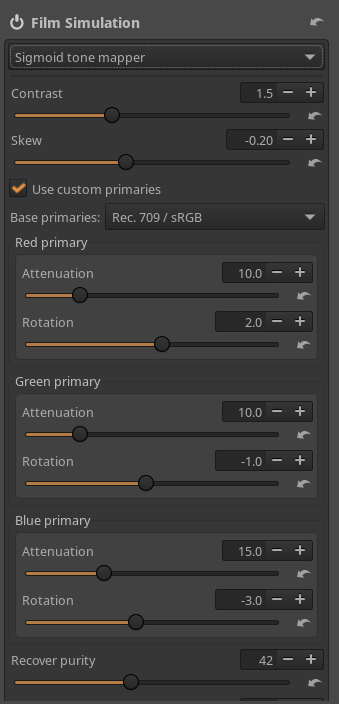 Film Simulation
Sigmoid tone mapper
Contrast 1.5
Skew -0.20
Use custom primaries
Base primaries: Rec. 709 / sRGB
Red primary
Attenuation 10.0
Rotation 2.0
Green primary
Attenuation 10.0
Rotation -1.0
Blue primary
Attenuation 15.0
Rotation -3.0
Recover purity 42